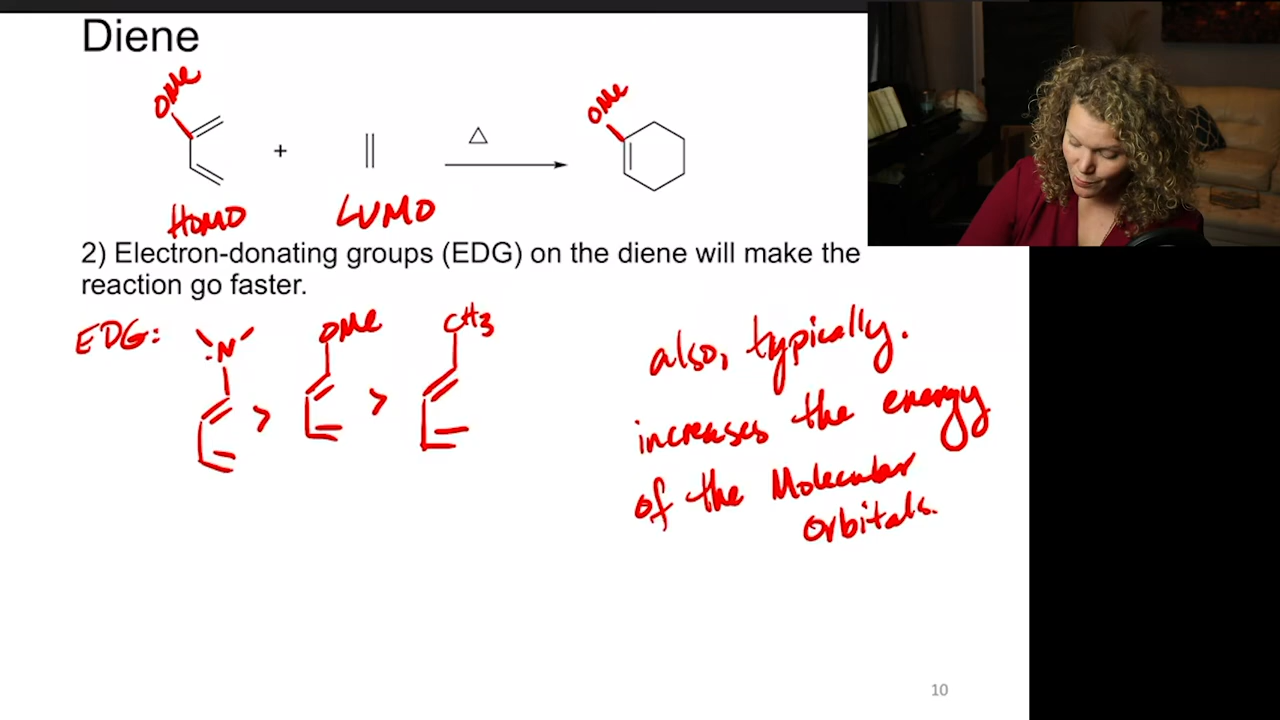 Diene
OMe
OMe
+
△
HOMO
LUMO
2) Electron-donating groups (EDG) on the diene will make the
reaction go faster.
EDG:
:N
>
OMe
>
CH3
also, typically.
increases the energy
of the Molecular
orbitals.
10